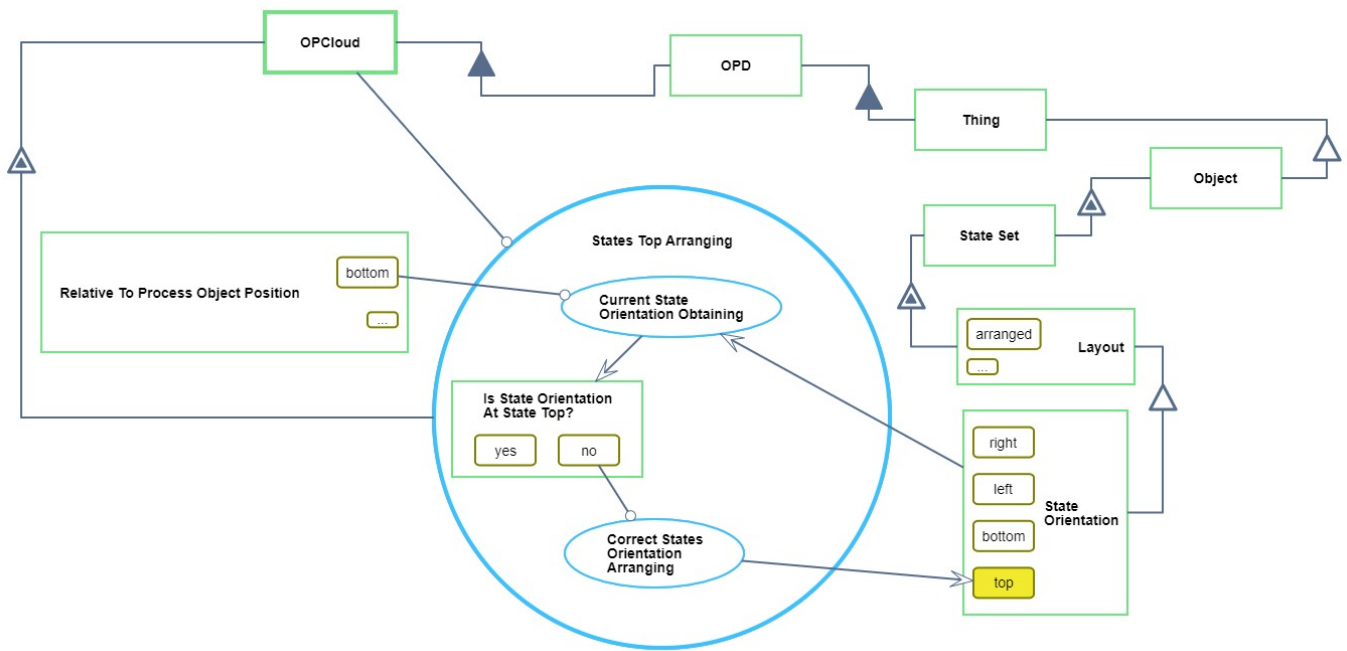 OPCloud
OPD
Thing
Object
States Top Arranging
State Set
Relative To Process Object Position
bottom
...
Current State
Orientation Obtaining
arranged
...
Layout
Is State Orientation
At State Top?
yes
no
right
left
bottom
top
State
Orientation
Correct States
Orientation
Arranging